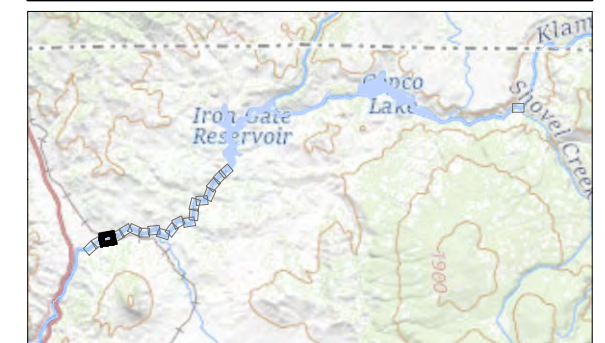 Klam
Copco
Lake
Shovel Creek
Iron Gate
Reservoir
1900